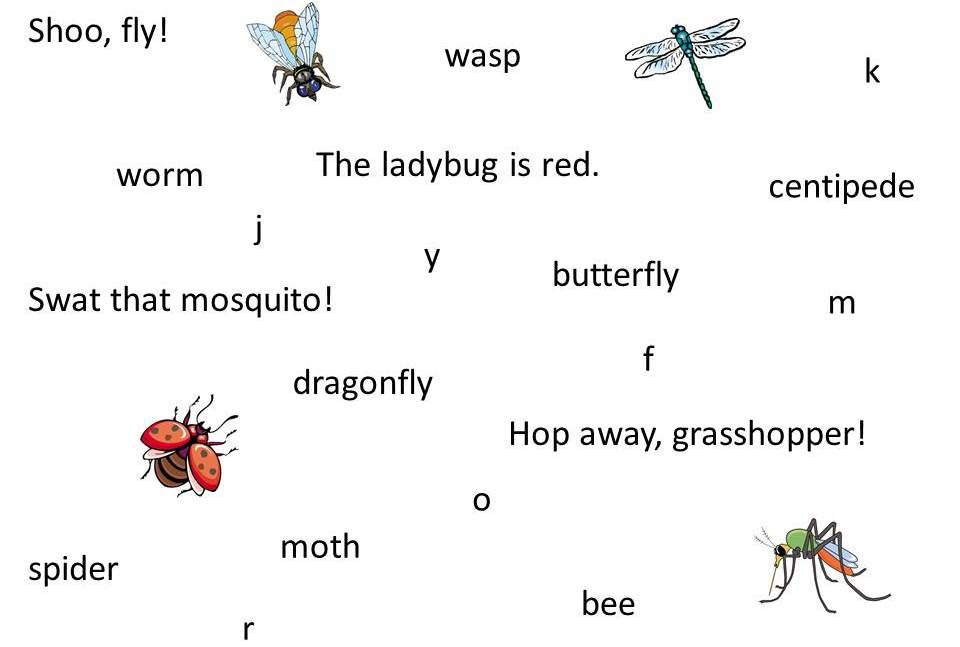 Shoo, fly!
wasp
k
The ladybug is red.
worm
centipede
j
y
butterfly
Swat that mosquito!
m
f
dragonfly
Hop away, grasshopper!
o
moth
spider
bee
r